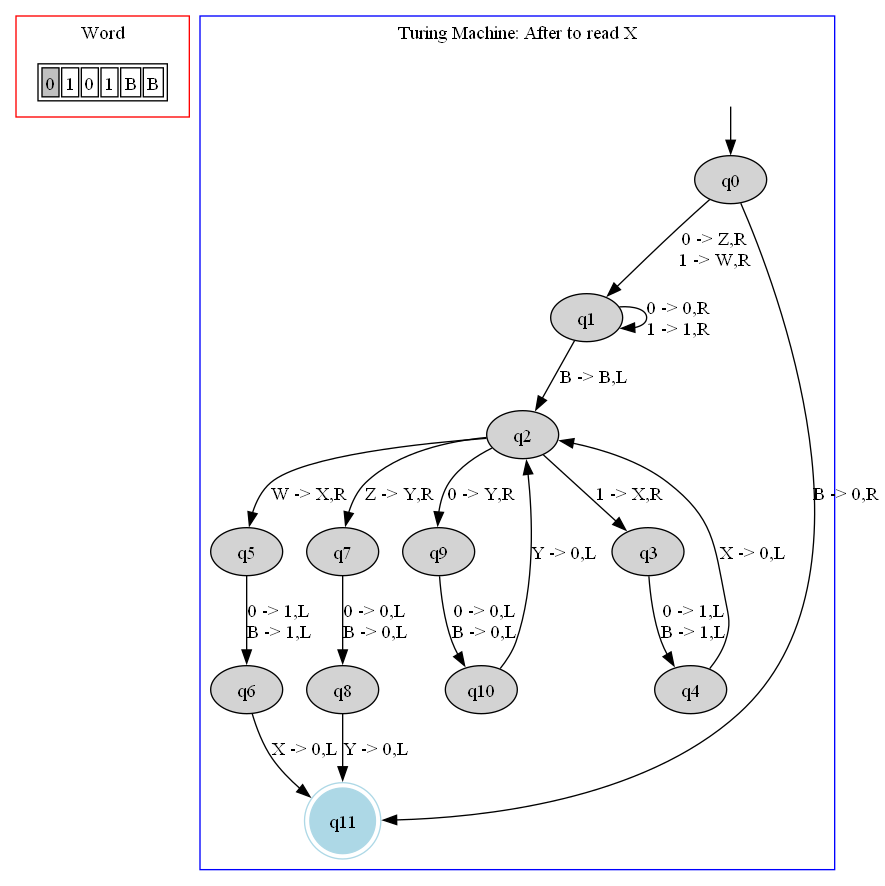 Word
0 1 0 1 B B
Turing Machine: After to read X
q0
0 -> Z,R
1 -> W,R
q1
0 -> 0,R
1 -> 1,R
B -> B,L
q2
W -> X,R
Z -> Y,R
0 -> Y,R
1 -> X,R
B -> 0,R
q5
q7
q9
q3
Y -> 0,L
X -> 0,L
0 -> 1,L
B -> 1,L
0 -> 0,L
B -> 0,L
0 -> 0,L
B -> 0,L
0 -> 1,L
B -> 1,L
q6
q8
q10
q4
X -> 0,L
Y -> 0,L
q11